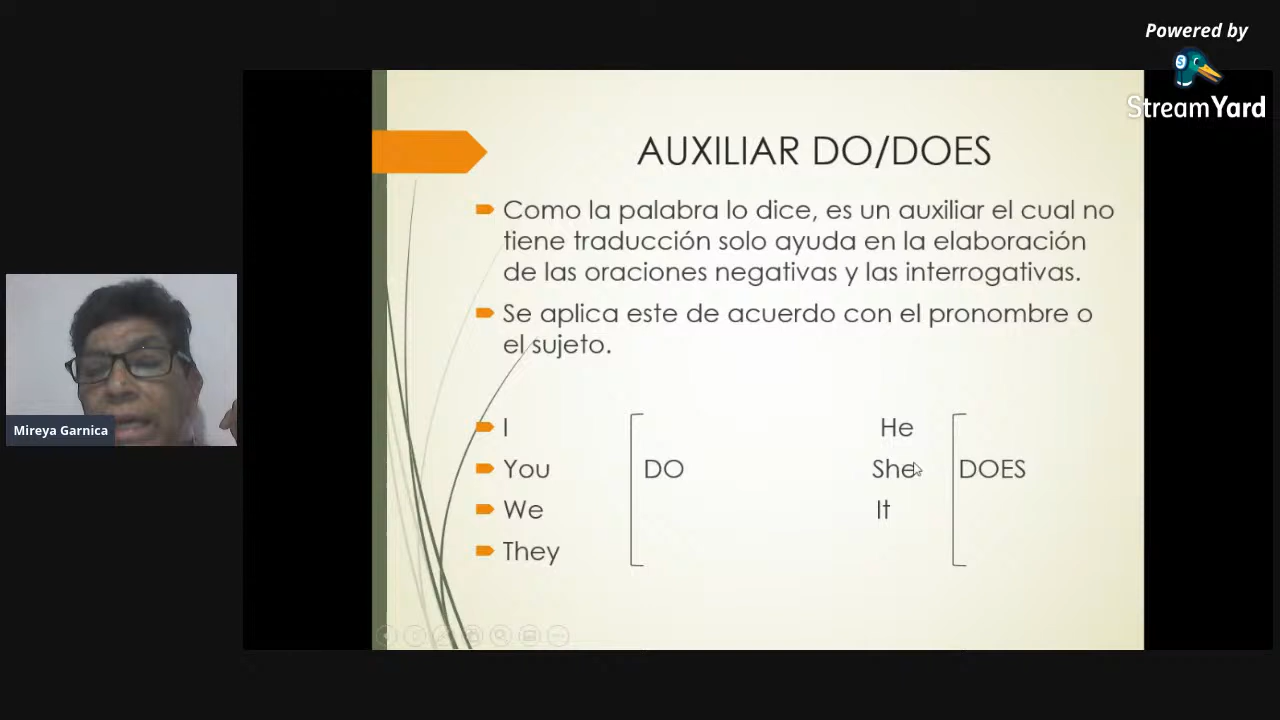 Powered by
StreamYard
AUXILIAR DO/DOES
Como la palabra lo dice, es un auxiliar el cual no
tiene traducción solo ayuda en la elaboración
de las oraciones negativas y las interrogativas.
Se aplica este de acuerdo con el pronombre o
el sujeto.
I He
You DO She DOES
We It
They
Mireya Garnica